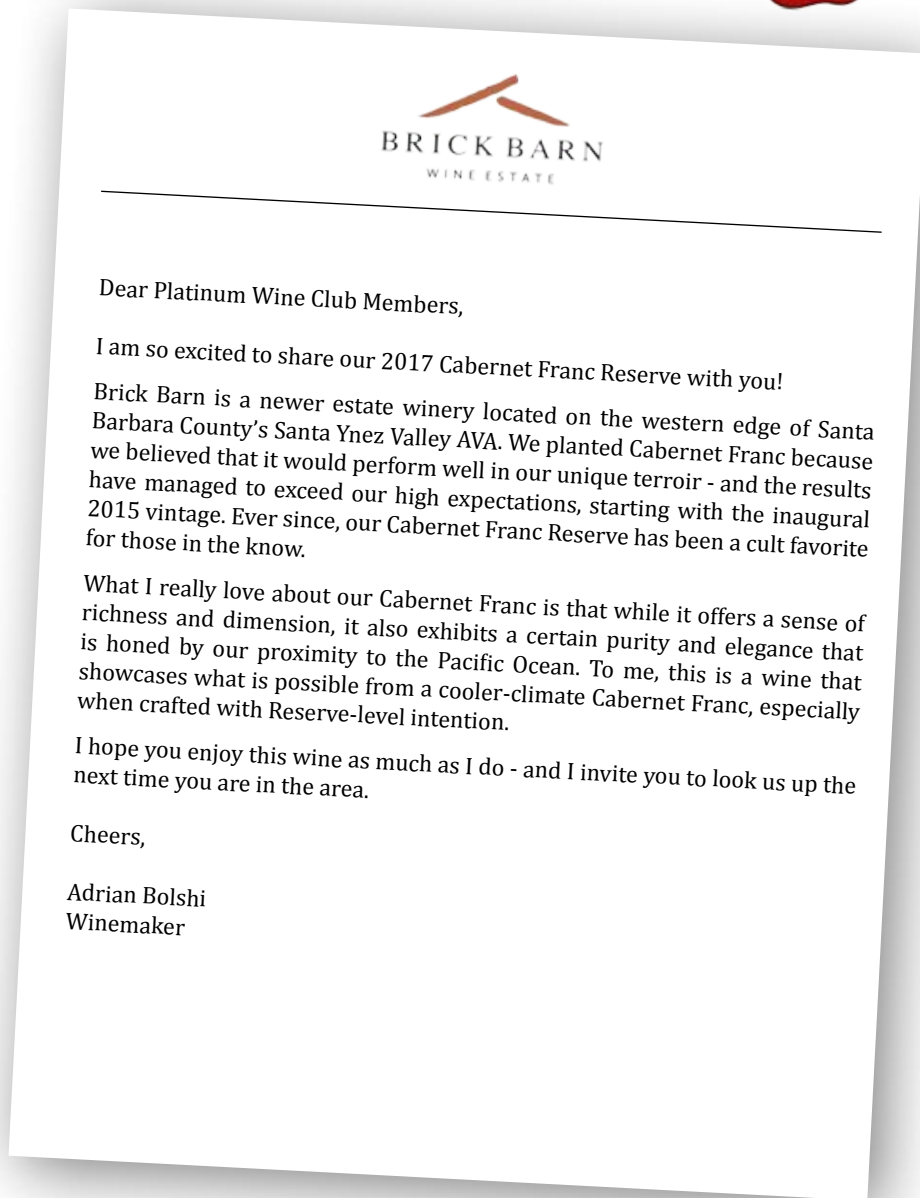 BRICK BARN
WINE ESTATE
Dear Platinum Wine Club Members,
I am so excited to share our 2017 Cabernet Franc Reserve with you!
Brick Barn is a newer estate winery located on the western edge of Santa
Barbara County’s Santa Ynez Valley AVA. We planted Cabernet Franc because
we believed that it would perform well in our unique terroir - and the results
have managed to exceed our high expectations, starting with the inaugural
2015 vintage. Ever since, our Cabernet Franc Reserve has been a cult favorite
for those in the know.
What I really love about our Cabernet Franc is that while it offers a sense of
richness and dimension, it also exhibits a certain purity and elegance that
is honed by our proximity to the Pacific Ocean. To me, this is a wine that
showcases what is possible from a cooler-climate Cabernet Franc, especially
when crafted with Reserve-level intention.
I hope you enjoy this wine as much as I do - and I invite you to look us up the
next time you are in the area.
Cheers,
Adrian Bolshi
Winemaker